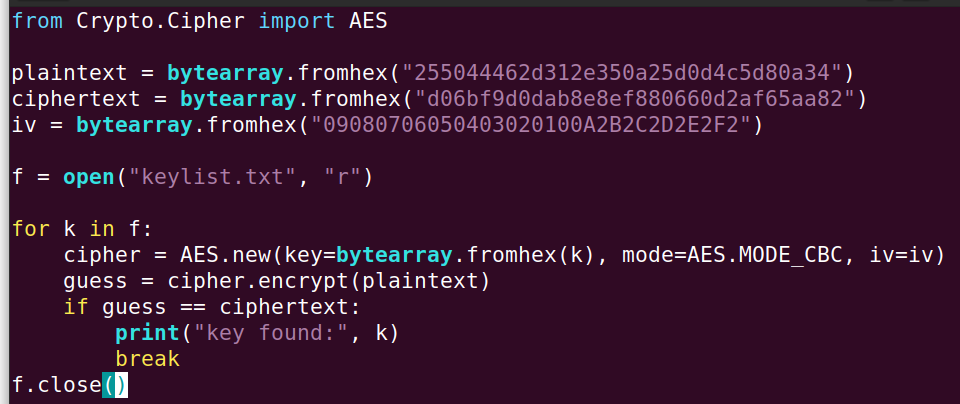 from Crypto.Cipher import AES
plaintext = bytearray.fromhex("255044462d312e350a25d0d4c5d80a34")
ciphertext = bytearray.fromhex("d06bf9d0dab8e8ef880660d2af65aa82")
iv = bytearray.fromhex("09080706050403020100A2B2C2D2E2F2")
f = open("keylist.txt", "r")
for k in f:
    cipher = AES.new(key=bytearray.fromhex(k), mode=AES.MODE_CBC, iv=iv)
    guess = cipher.encrypt(plaintext)
    if guess == ciphertext:
        print("key found:", k)
        break
f.close()